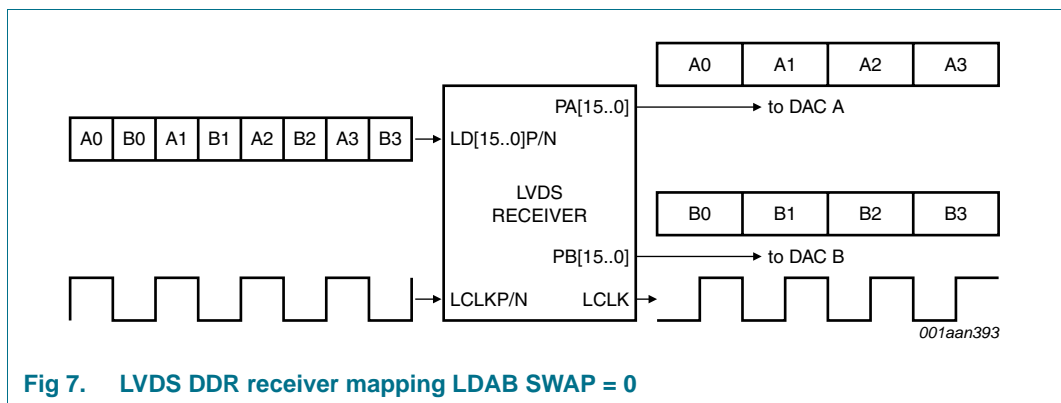 A0 A1 A2 A3
PA[15..0] to DAC A
A0 B0 A1 B1 A2 B2 A3 B3 LD[15..0]P/N
LVDS
RECEIVER
B0 B1 B2 B3
PB[15..0] to DAC B
LCLKP/N LCLK
001aan393
Fig 7. LVDS DDR receiver mapping LDAB SWAP = 0